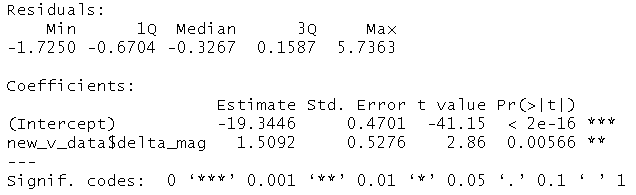 Residuals:
    Min      1Q  Median      3Q     Max
-1.7250 -0.6704 -0.3267  0.1587  5.7363
Coefficients:
                     Estimate Std. Error t value Pr(>|t|)
(Intercept)          -19.3446     0.4701  -41.15  < 2e-16 ***
new_v_data$delta_mag   1.5092     0.5276    2.86  0.00566 **
---
Signif. codes:  0 ‘***’ 0.001 ‘**’ 0.01 ‘*’ 0.05 ‘.’ 0.1 ‘ ’ 1